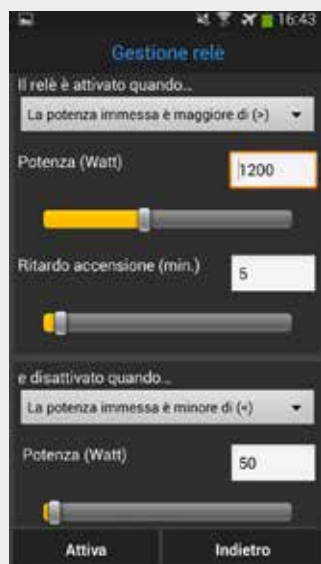 16:43
Gestione relè
Il relè è attivato quando...
La potenza immessa è maggiore di (>)
Potenza (Watt)
1200
Ritardo accensione (min.)
5
e disattivato quando...
La potenza immessa è minore di (<)
Potenza (Watt)
50
Attiva
Indietro